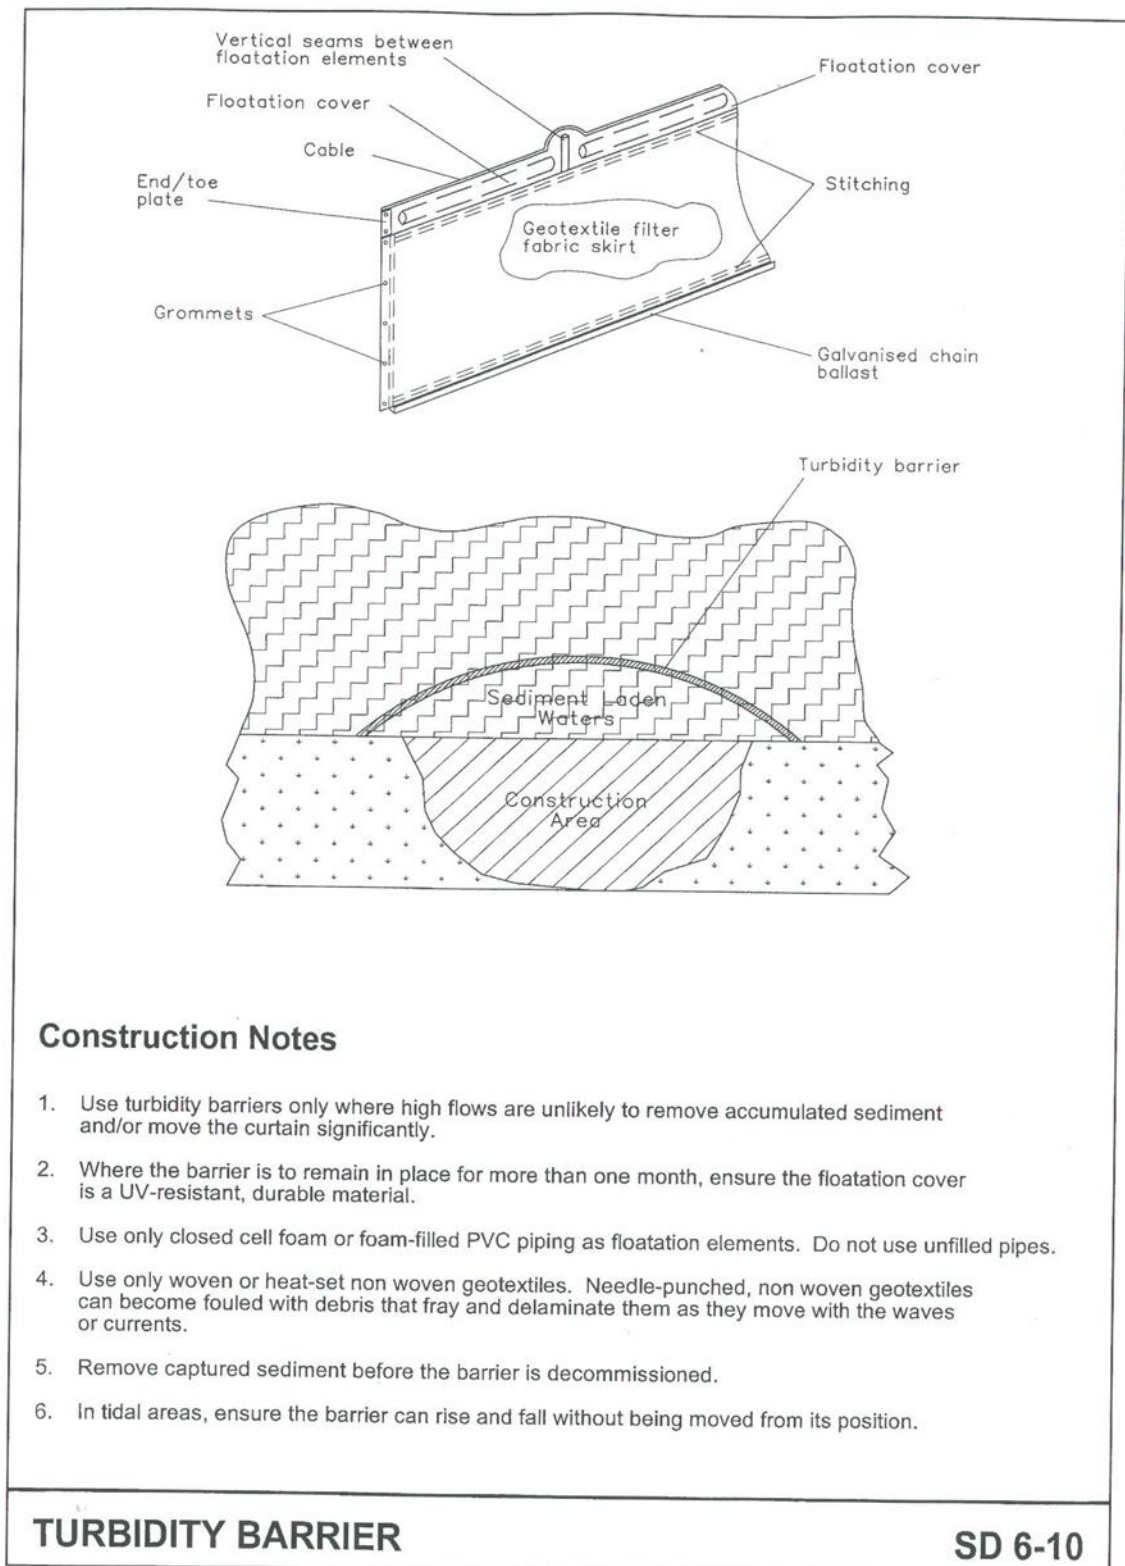 Vertical seams between
floatation elements
Floatation cover
Floatation cover
Cable
End/toe
plate
Stitching
Geotextile filter
fabric skirt
Grommets
Galvanised chain
ballast
Turbidity barrier
Sediment Laden
Waters
Construction
Area
Construction Notes
1. Use turbidity barriers only where high flows are unlikely to remove accumulated sediment
and/or move the curtain significantly.
2. Where the barrier is to remain in place for more than one month, ensure the floatation cover
is a UV-resistant, durable material.
3. Use only closed cell foam or foam-filled PVC piping as floatation elements. Do not use unfilled pipes.
4. Use only woven or heat-set non woven geotextiles. Needle-punched, non woven geotextiles
can become fouled with debris that fray and delaminate them as they move with the waves
or currents.
5. Remove captured sediment before the barrier is decommissioned.
6. In tidal areas, ensure the barrier can rise and fall without being moved from its position.
TURBIDITY BARRIER
SD 6-10